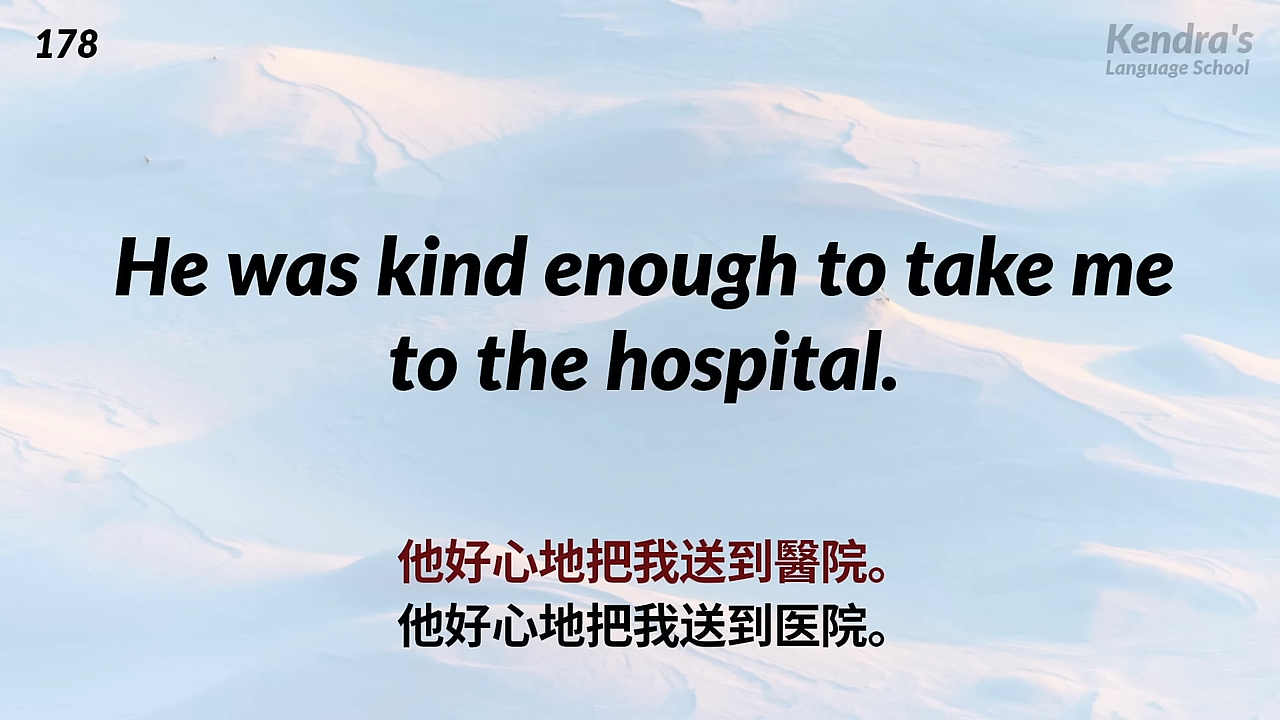 178
Kendra's
Language School
He was kind enough to take me
to the hospital.
他好心地把我送到醫院。
他好心地把我送到医院。